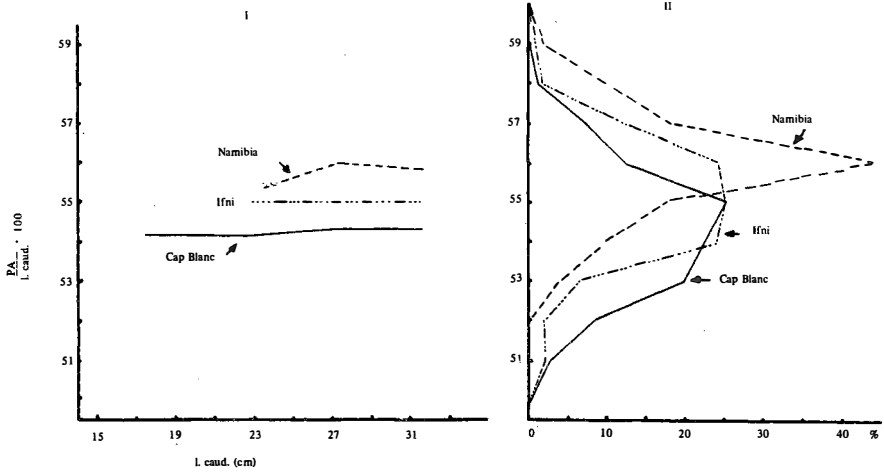 I
59
57
55
53
51
PA
l. caud. · 100
Namibia
Ifni
Cap Blanc
15 19 23 27 31
l. caud. (cm)
II
59
57
55
53
51
Namibia
Ifni
Cap Blanc
0 10 20 30 40 %